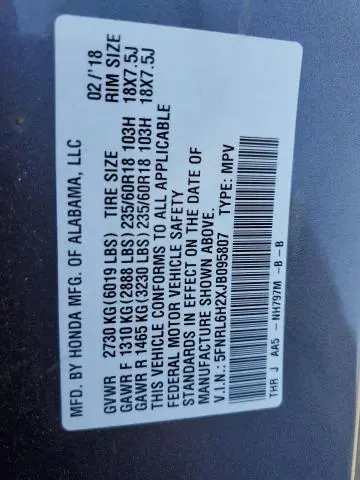 MFD. BY HONDA MFG. OF ALABAMA, LLC 02/'18
GVWR 2730 KG(6019 LBS) TIRE SIZE RIM SIZE
GAWR F 1310 KG(2888 LBS) 235/60R18 103H 18X7.5J
GAWR R 1465 KG(3230 LBS) 235/60R18 103H 18X7.5J
THIS VEHICLE CONFORMS TO ALL APPLICABLE
FEDERAL MOTOR VEHICLE SAFETY
STANDARDS IN EFFECT ON THE DATE OF
MANUFACTURE SHOWN ABOVE.
V.I.N.: 5FNRL6H2XJB095807 TYPE: MPV
THR J AA5 - NH797M -B -B